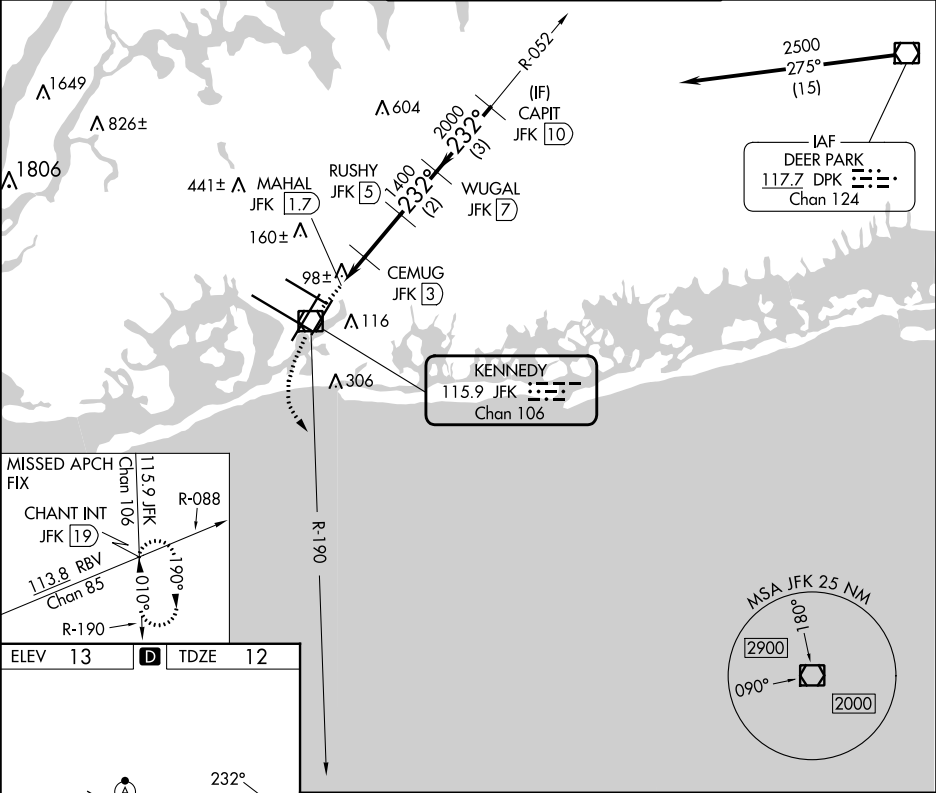 1649
826±
1806
604
441±
160±
98±
116
306
MAHAL
JFK 1.7
RUSHY
JFK 5
1400
232°
(2)
2000
232°
(3)
R-052
(IF)
CAPIT
JFK 10
WUGAL
JFK 7
CEMUG
JFK 3
2500
275°
(15)
IAF
DEER PARK
117.7 DPK
Chan 124
KENNEDY
115.9 JFK
Chan 106
R-190
MISSED APCH
FIX
Chan 106
115.9 JFK
CHANT INT
JFK 19
R-088
113.8 RBV
Chan 85
010°
190°
R-190
MSA JFK 25 NM
180°
2900
090°
2000
ELEV 13 D TDZE 12
A
232°